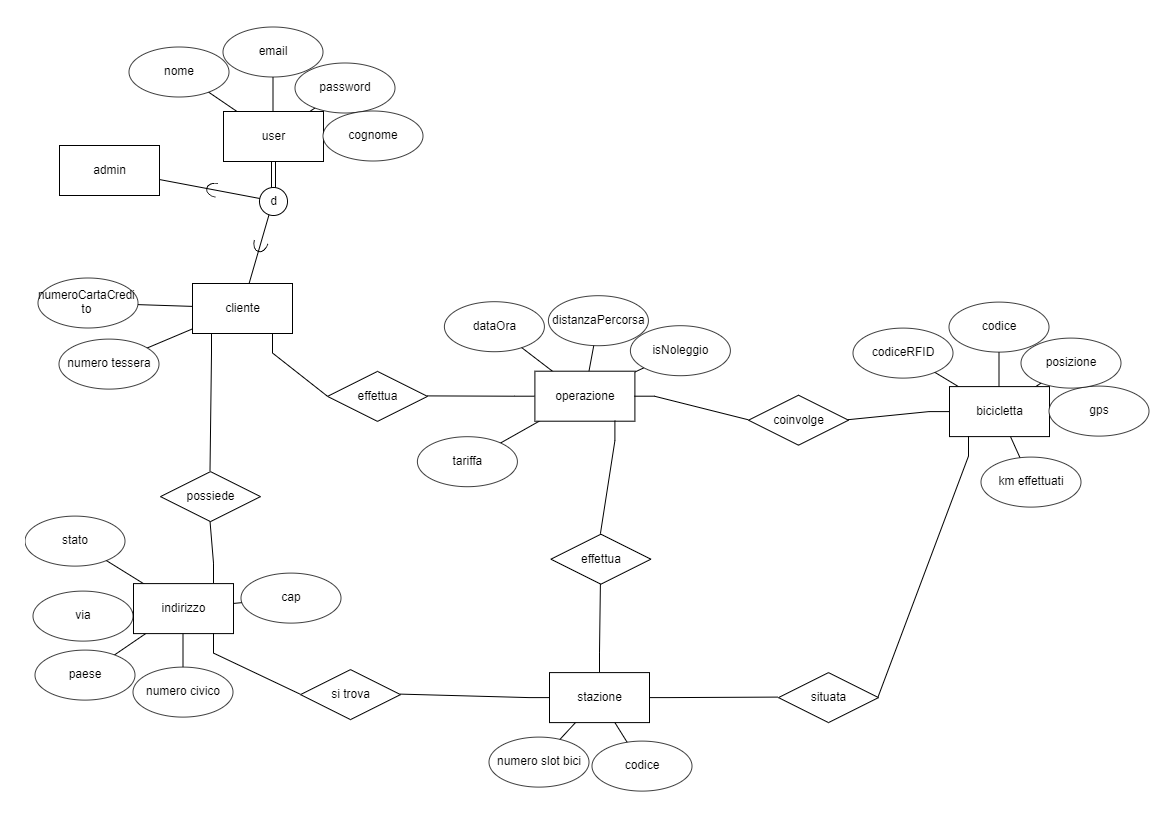 email
nome
password
user
cognome
admin
d
numeroCartaCredi
to
cliente
numero tessera
dataOra
distanzaPercorsa
isNoleggio
codiceRFID
codice
posizione
effettua
operazione
coinvolge
bicicletta
gps
tariffa
km effettuati
possiede
stato
effettua
via
indirizzo
cap
paese
numero civico
si trova
stazione
situata
numero slot bici
codice